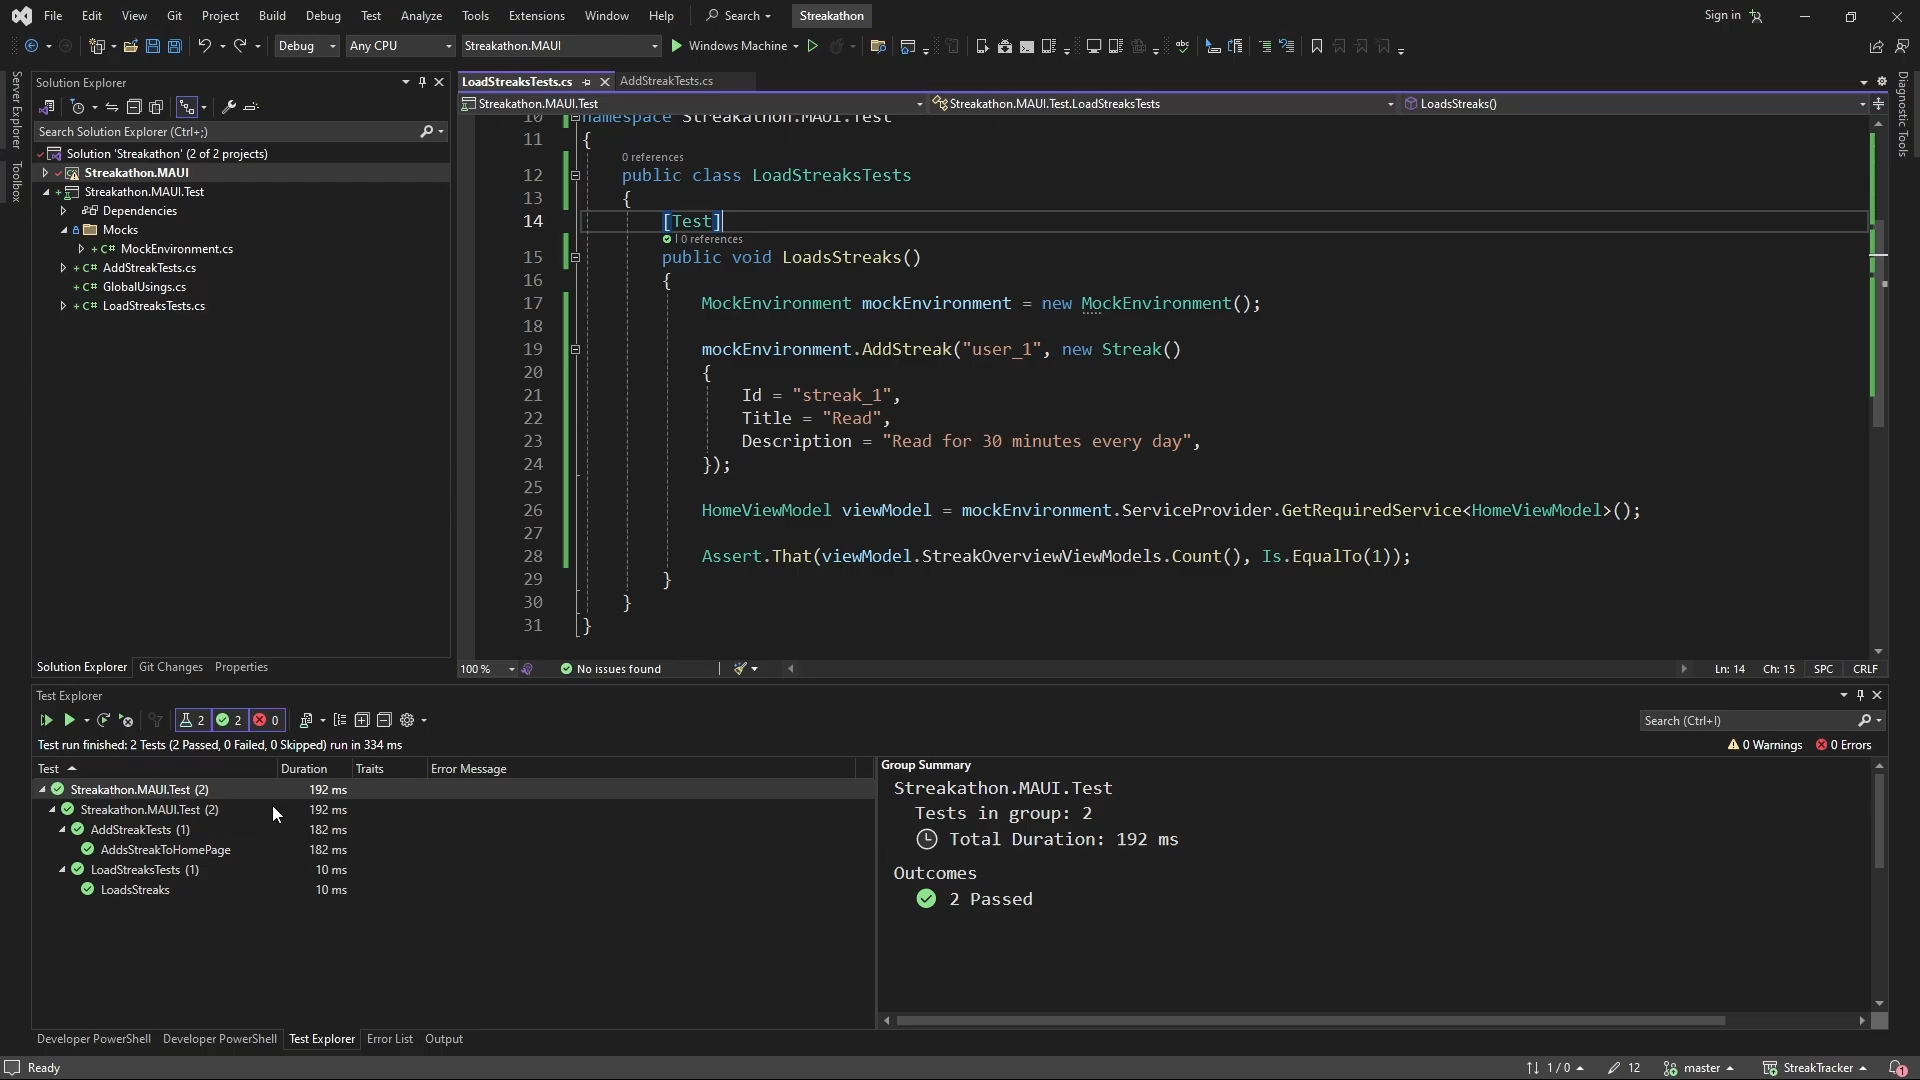 File Edit View Git Project Build Debug Test Analyze Tools Extensions Window Help Search Streakathon Sign in
Debug Any CPU Streakathon.MAUI Windows Machine
Server Explorer
Toolbox
Solution Explorer
Search Solution Explorer (Ctrl+;)
Solution 'Streakathon' (2 of 2 projects)
Streakathon.MAUI
Streakathon.MAUI.Test
Dependencies
Mocks
C# MockEnvironment.cs
C# AddStreakTests.cs
C# GlobalUsings.cs
C# LoadStreaksTests.cs
Solution Explorer Git Changes Properties
LoadStreaksTests.cs AddStreakTests.cs
Streakathon.MAUI.Test Streakathon.MAUI.Test.LoadStreaksTests LoadsStreaks()
10 namespace Streakathon.MAUI.Test
11 {
0 references
12 public class LoadStreaksTests
13 {
14 [Test]
0 references
15 public void LoadsStreaks()
16 {
17 MockEnvironment mockEnvironment = new MockEnvironment();
18
19 mockEnvironment.AddStreak("user_1", new Streak()
20 {
21 Id = "streak_1",
22 Title = "Read",
23 Description = "Read for 30 minutes every day",
24 });
25
26 HomeViewModel viewModel = mockEnvironment.ServiceProvider.GetRequiredService<HomeViewModel>();
27
28 Assert.That(viewModel.StreakOverviewViewModels.Count(), Is.EqualTo(1));
29 }
30 }
31 }
100 % No issues found Ln: 14 Ch: 15 SPC CRLF
Diagnostic Tools
Test Explorer
2 2 0
Search (Ctrl+I)
Test run finished: 2 Tests (2 Passed, 0 Failed, 0 Skipped) run in 334 ms
0 Warnings 0 Errors
Test Duration Traits Error Message
Streakathon.MAUI.Test (2) 192 ms
Streakathon.MAUI.Test (2) 192 ms
AddStreakTests (1) 182 ms
AddsStreakToHomePage 182 ms
LoadStreaksTests (1) 10 ms
LoadsStreaks 10 ms
Group Summary
Streakathon.MAUI.Test
Tests in group: 2
Total Duration: 192 ms
Outcomes
2 Passed
Developer PowerShell Developer PowerShell Test Explorer Error List Output
Ready 1 / 0 12 master StreakTracker 1